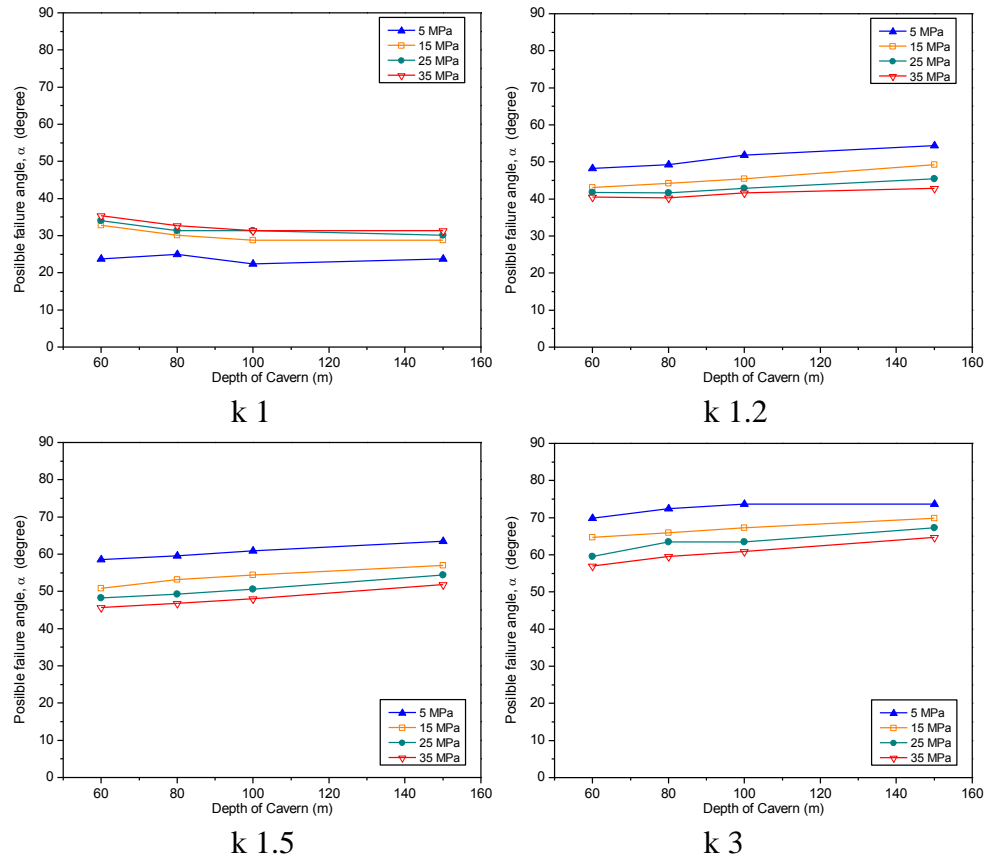 Posilble failure angle, α (degree)
90
80
70
60
50
40
30
20
10
0
5 MPa
15 MPa
25 MPa
35 MPa
60 80 100 120 140 160
Depth of Cavern (m)
k 1
Posilble failure angle, α (degree)
90
80
70
60
50
40
30
20
10
0
5 MPa
15 MPa
25 MPa
35 MPa
60 80 100 120 140 160
Depth of Cavern (m)
k 1.2
Posilble failure angle, α (degree)
90
80
70
60
50
40
30
20
10
0
5 MPa
15 MPa
25 MPa
35 MPa
60 80 100 120 140 160
Depth of Cavern (m)
k 1.5
Posilble failure angle, α (degree)
90
80
70
60
50
40
30
20
10
0
5 MPa
15 MPa
25 MPa
35 MPa
60 80 100 120 140 160
Depth of Cavern (m)
k 3